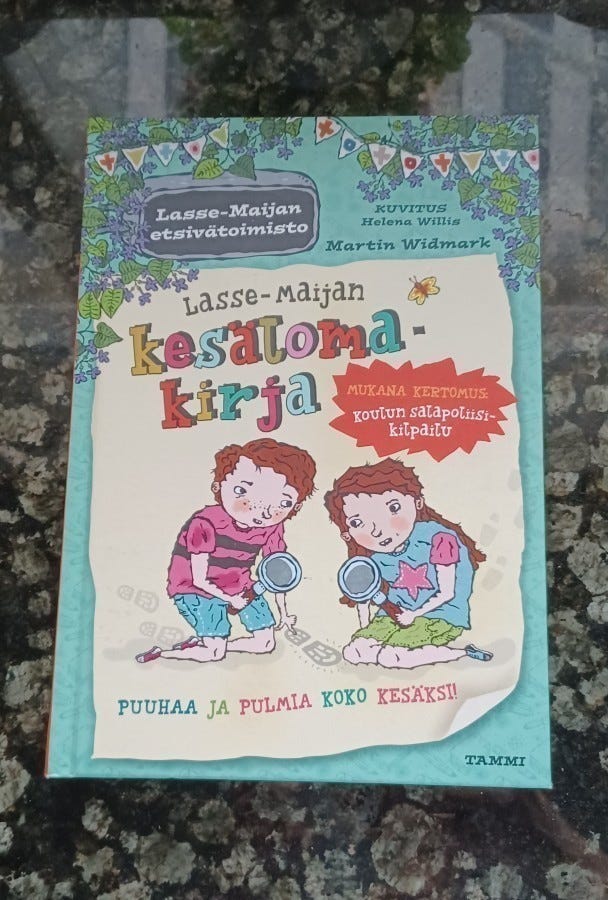 Lasse-Maijan
etsivätoimisto
KUVITUS
Helena Willis
Martin Widmark
Lasse-Maijan
kesäloma-
kirja
MUKANA KERTOMUS:
Koulun salapoliisi-
kilpailu
PUUHAA JA PULMIA KOKO KESÄKSI!
TAMMI